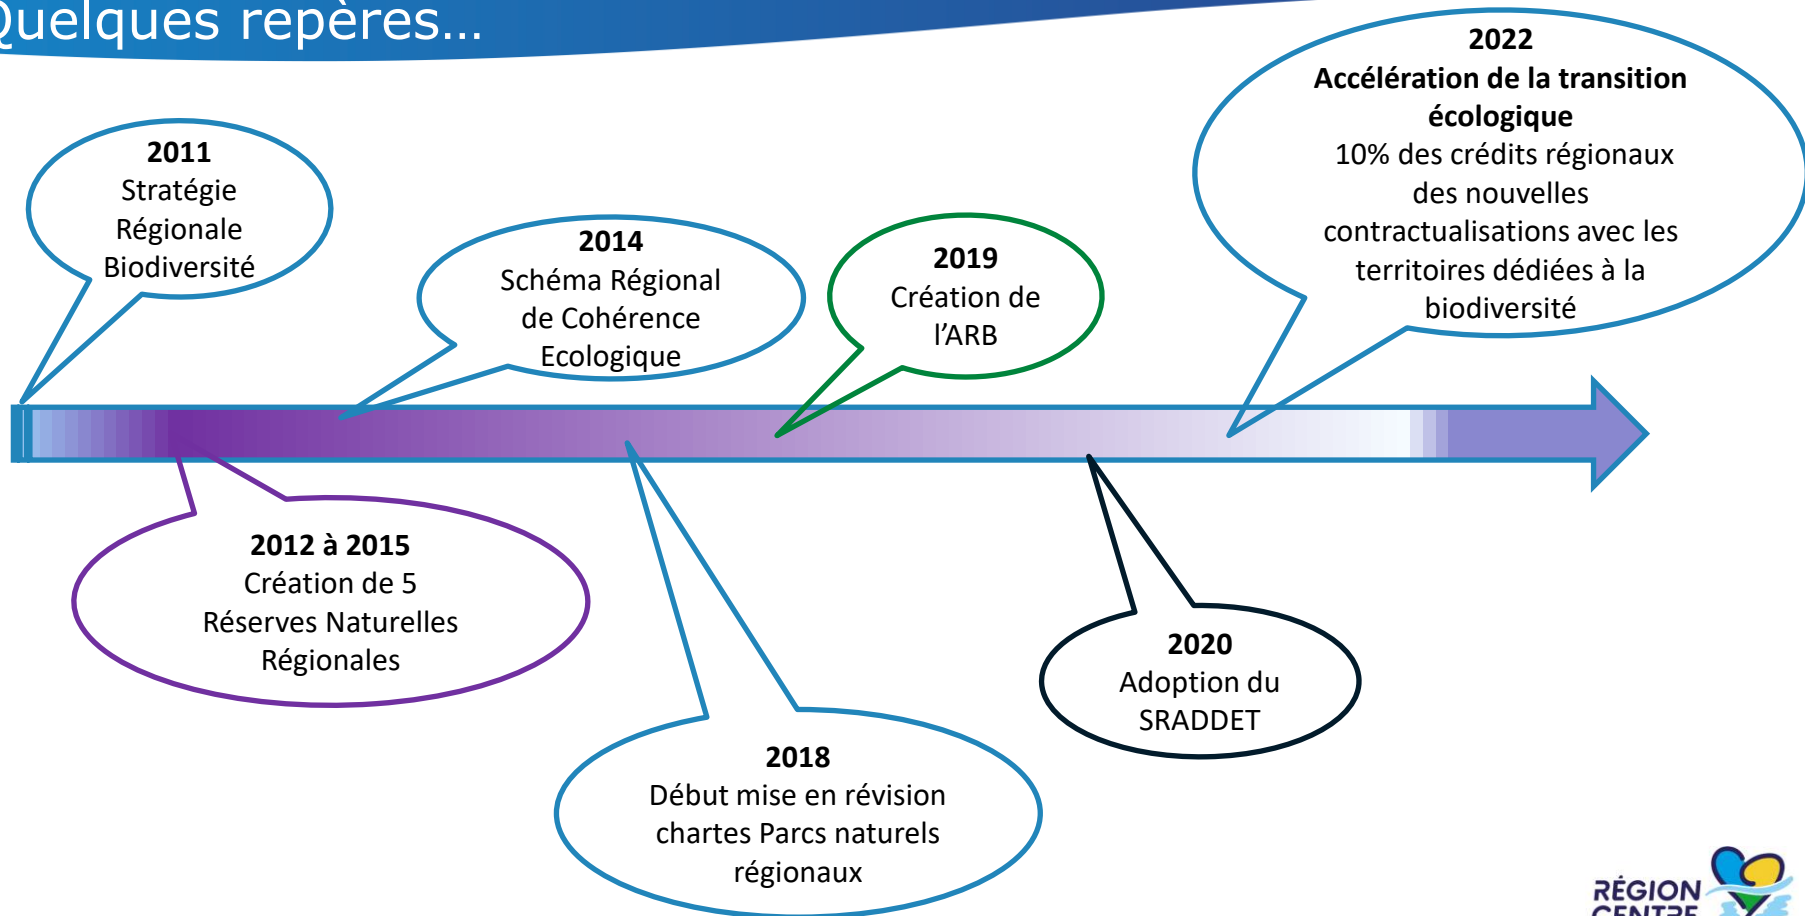 Quelques repères...
2011
Stratégie
Régionale
Biodiversité
2014
Schéma Régional
de Cohérence
Ecologique
2019
Création de
l’ARB
2022
Accélération de la transition
écologique
10% des crédits régionaux
des nouvelles
contractualisations avec les
territoires dédiées à la
biodiversité
2012 à 2015
Création de 5
Réserves Naturelles
Régionales
2018
Début mise en révision
chartes Parcs naturels
régionaux
2020
Adoption du
SRADDET
RÉGION
CENTRE